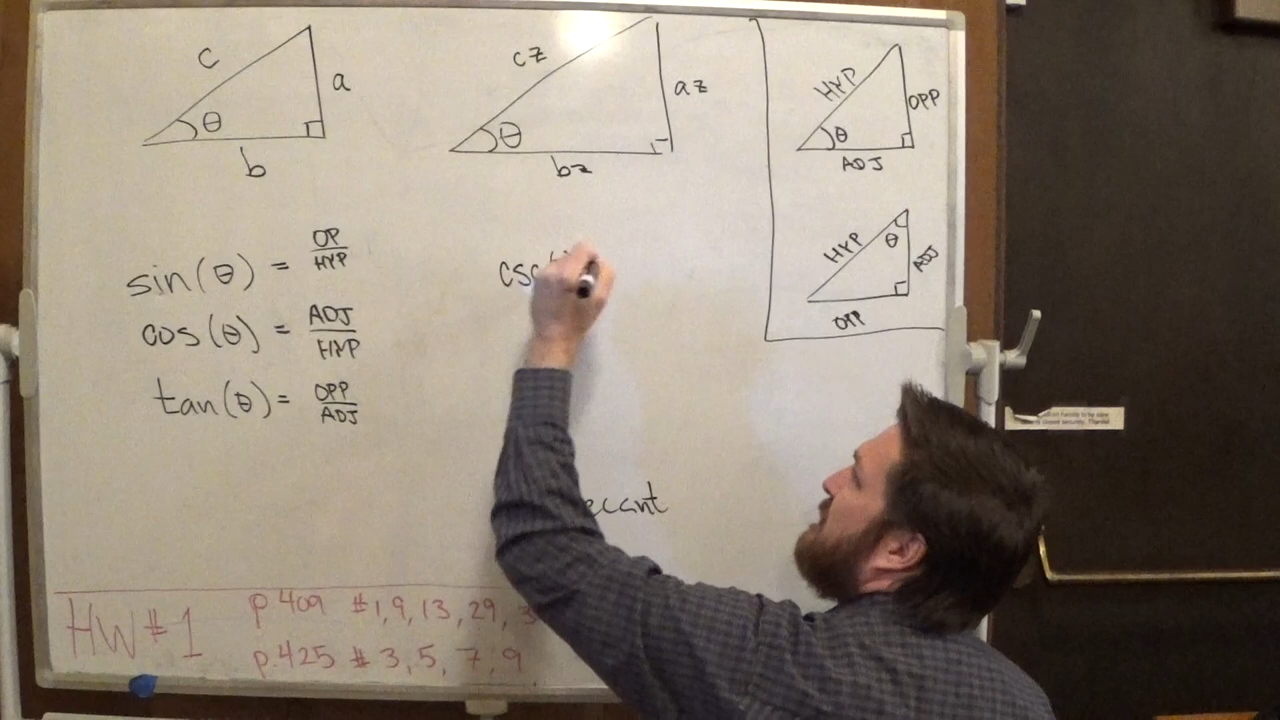 c
a
θ
b
cz
az
θ
bz
HYP
OPP
θ
ADJ
HYP
θ
ADJ
OPP
sin(θ) = OP/HYP
cos(θ) = ADJ/HYP
tan(θ) = OPP/ADJ
csc(
ecant
HW#1
p.409 #1,9,13,29,3
p.425 # 3,5,7,9